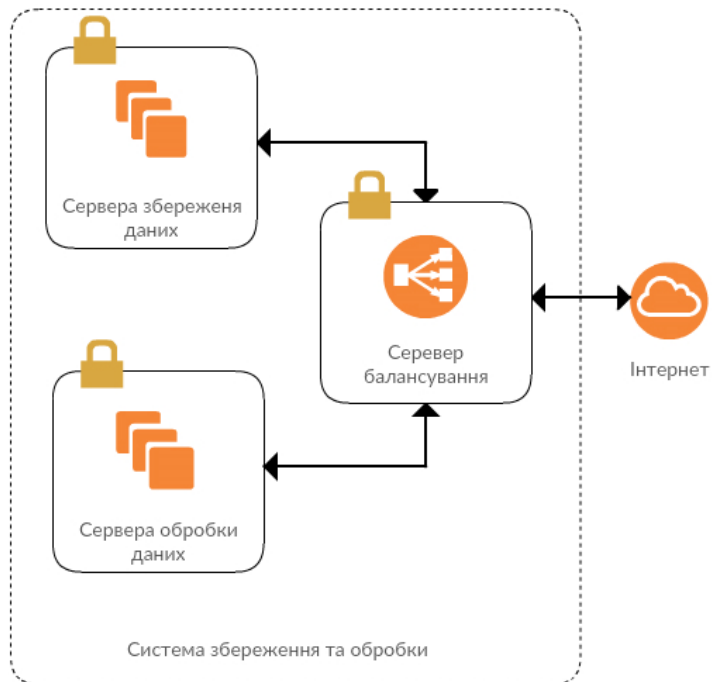 Сервера збереженя
даних
Серевер
балансування
Інтернет
Сервера обробки
даних
Система збереження та обробки